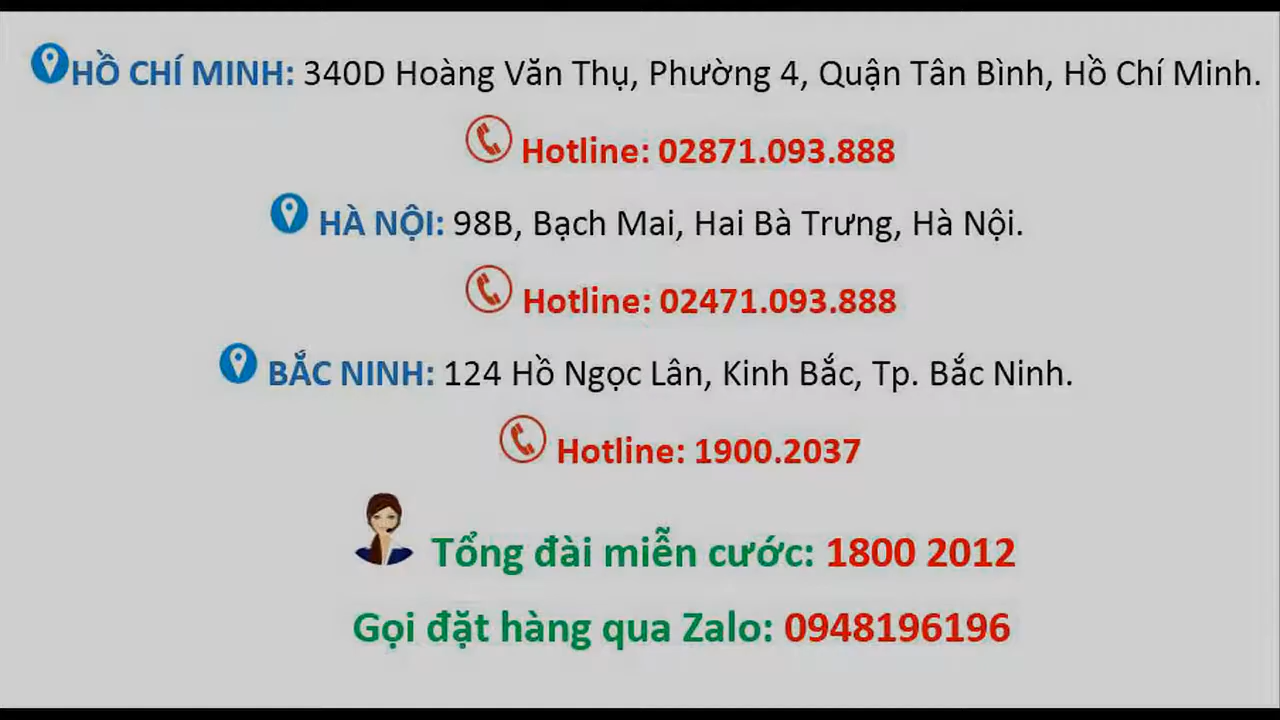 HỒ CHÍ MINH: 340D Hoàng Văn Thụ, Phường 4, Quận Tân Bình, Hồ Chí Minh.
Hotline: 02871.093.888
HÀ NỘI: 98B, Bạch Mai, Hai Bà Trưng, Hà Nội.
Hotline: 02471.093.888
BẮC NINH: 124 Hồ Ngọc Lân, Kinh Bắc, Tp. Bắc Ninh.
Hotline: 1900.2037
Tổng đài miễn cước: 1800 2012
Gọi đặt hàng qua Zalo: 0948196196